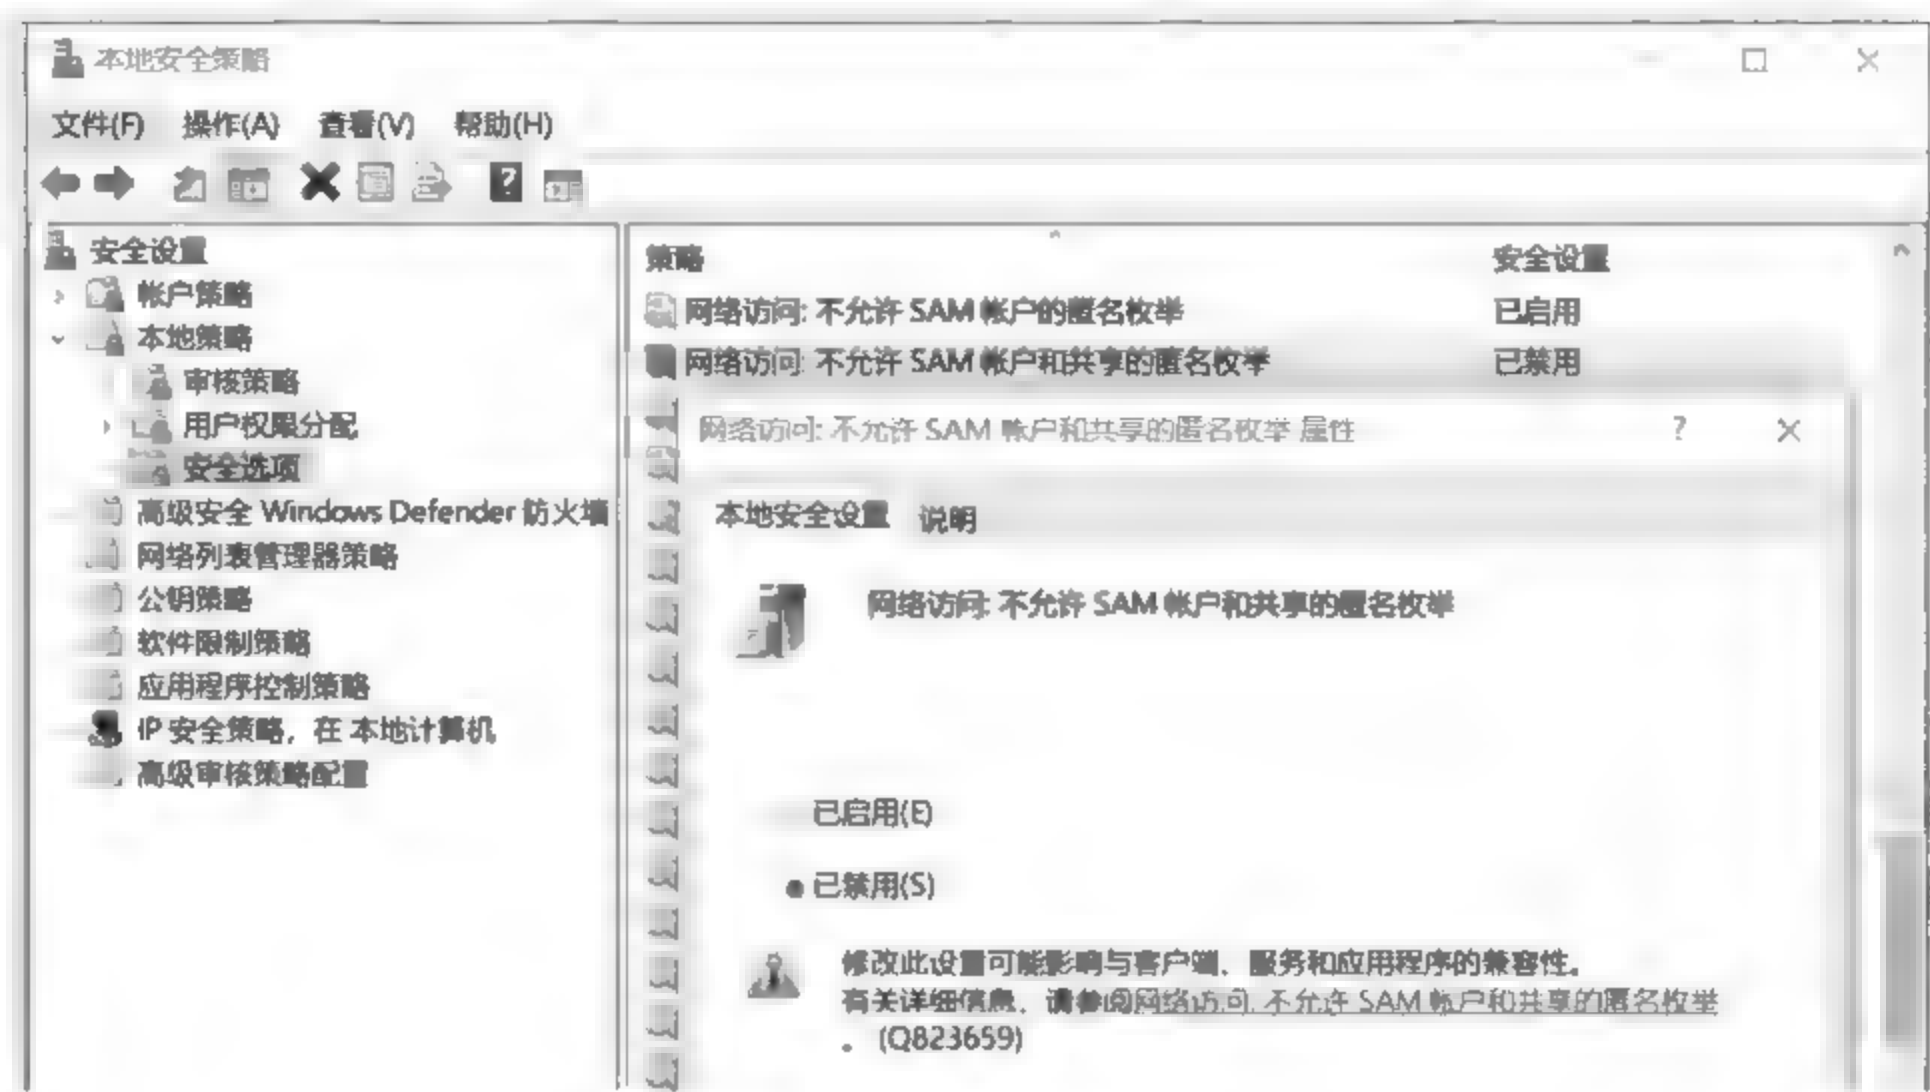 本地安全策略
文件(F) 操作(A) 查看(V) 帮助(H)
安全设置
帐户策略
本地策略
审核策略
用户权限分配
安全选项
高级安全 Windows Defender 防火墙
网络列表管理器策略
公钥策略
软件限制策略
应用程序控制策略
IP 安全策略，在 本地计算机
高级审核策略配置
策略 安全设置
网络访问: 不允许 SAM 帐户的匿名枚举 已启用
网络访问: 不允许 SAM 帐户和共享的匿名枚举 已禁用
网络访问: 不允许 SAM 帐户和共享的匿名枚举 属性 ?
本地安全设置 说明
网络访问: 不允许 SAM 帐户和共享的匿名枚举
已启用(E)
已禁用(S)
修改此设置可能影响与客户端、服务和应用程序的兼容性。
有关详细信息，请参阅网络访问: 不允许 SAM 帐户和共享的匿名枚举
。 (Q823659)